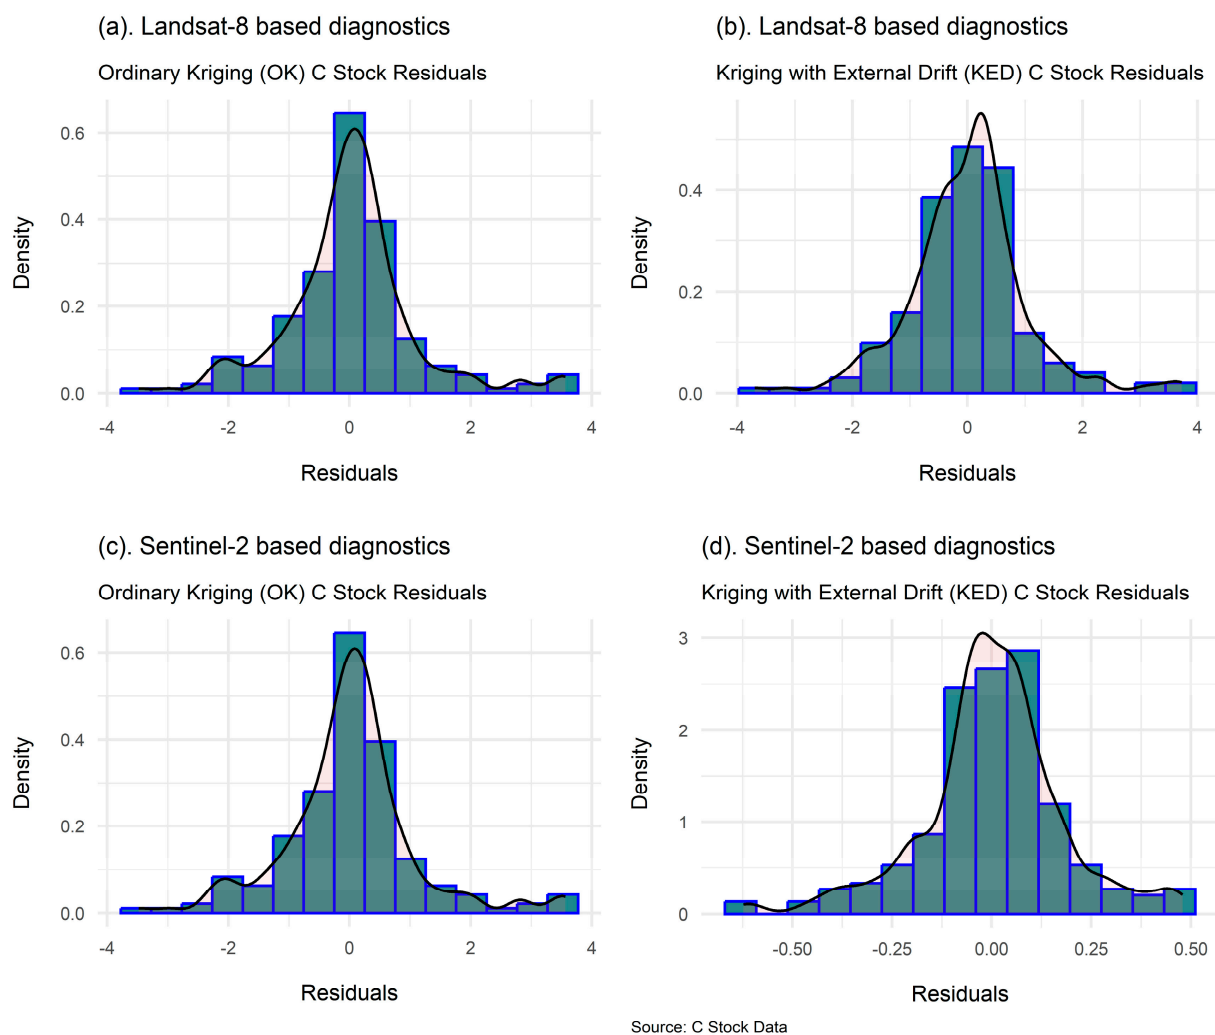 (a). Landsat-8 based diagnostics
Ordinary Kriging (OK) C Stock Residuals
0.6
0.4
0.2
0.0
Density
-4 -2 0 2 4
Residuals
(b). Landsat-8 based diagnostics
Kriging with External Drift (KED) C Stock Residuals
0.4
0.2
0.0
Density
-4 -2 0 2 4
Residuals
(c). Sentinel-2 based diagnostics
Ordinary Kriging (OK) C Stock Residuals
0.6
0.4
0.2
0.0
Density
-4 -2 0 2 4
Residuals
(d). Sentinel-2 based diagnostics
Kriging with External Drift (KED) C Stock Residuals
3
2
1
0
Density
-0.50 -0.25 0.00 0.25 0.50
Residuals
Source: C Stock Data